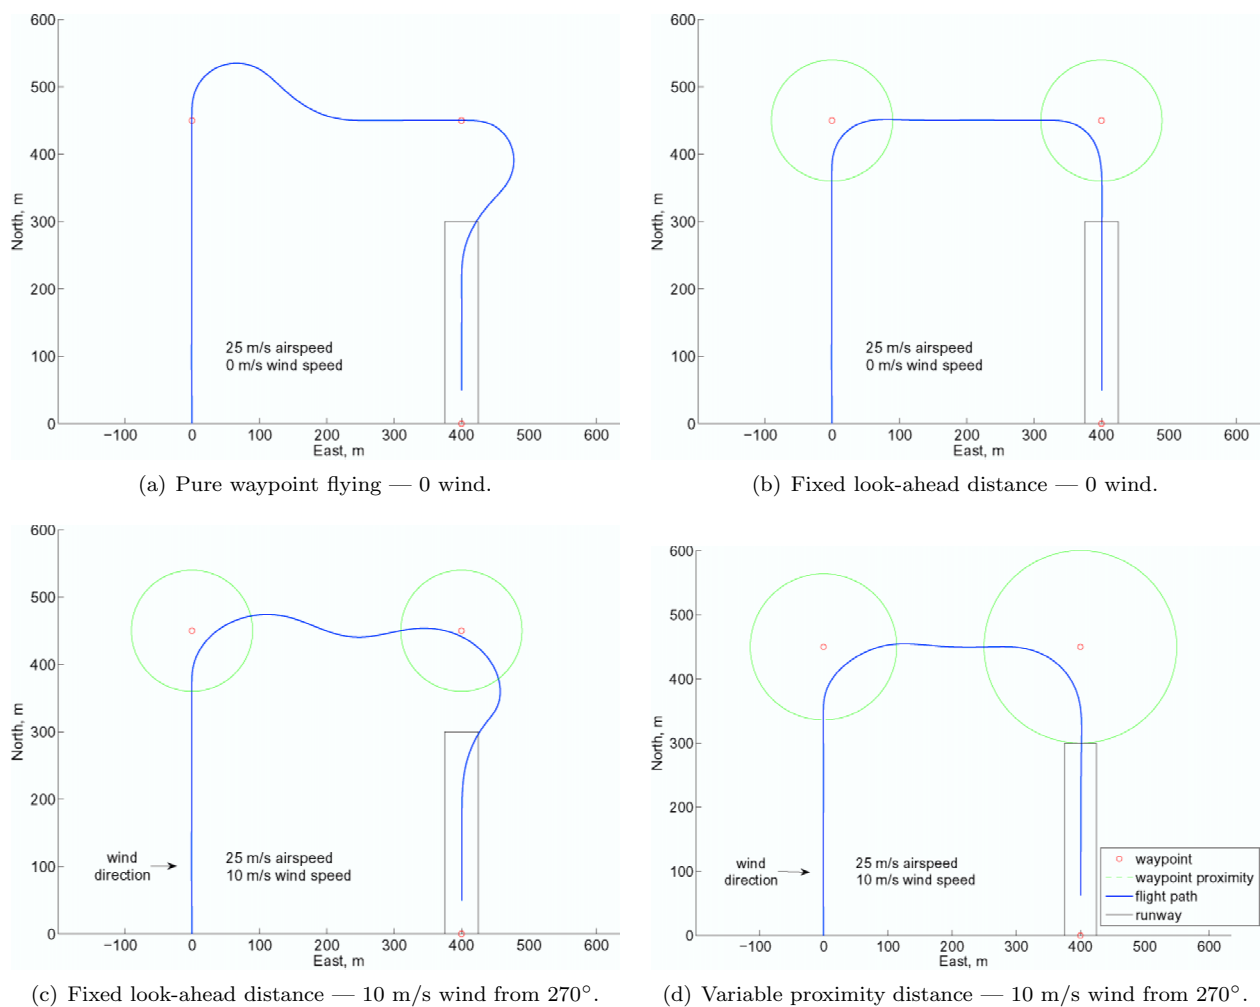 600
500
400
300
200
100
0
North, m
−100 0 100 200 300 400 500 600
East, m
25 m/s airspeed
0 m/s wind speed
(a) Pure waypoint flying — 0 wind.
600
500
400
300
200
100
0
North, m
−100 0 100 200 300 400 500 600
East, m
25 m/s airspeed
0 m/s wind speed
(b) Fixed look-ahead distance — 0 wind.
600
500
400
300
200
100
0
North, m
−100 0 100 200 300 400 500 600
East, m
wind
direction
25 m/s airspeed
10 m/s wind speed
(c) Fixed look-ahead distance — 10 m/s wind from 270°.
600
500
400
300
200
100
0
North, m
−100 0 100 200 300 400 500 600
East, m
wind
direction
25 m/s airspeed
10 m/s wind speed
waypoint
waypoint proximity
flight path
runway
(d) Variable proximity distance — 10 m/s wind from 270°